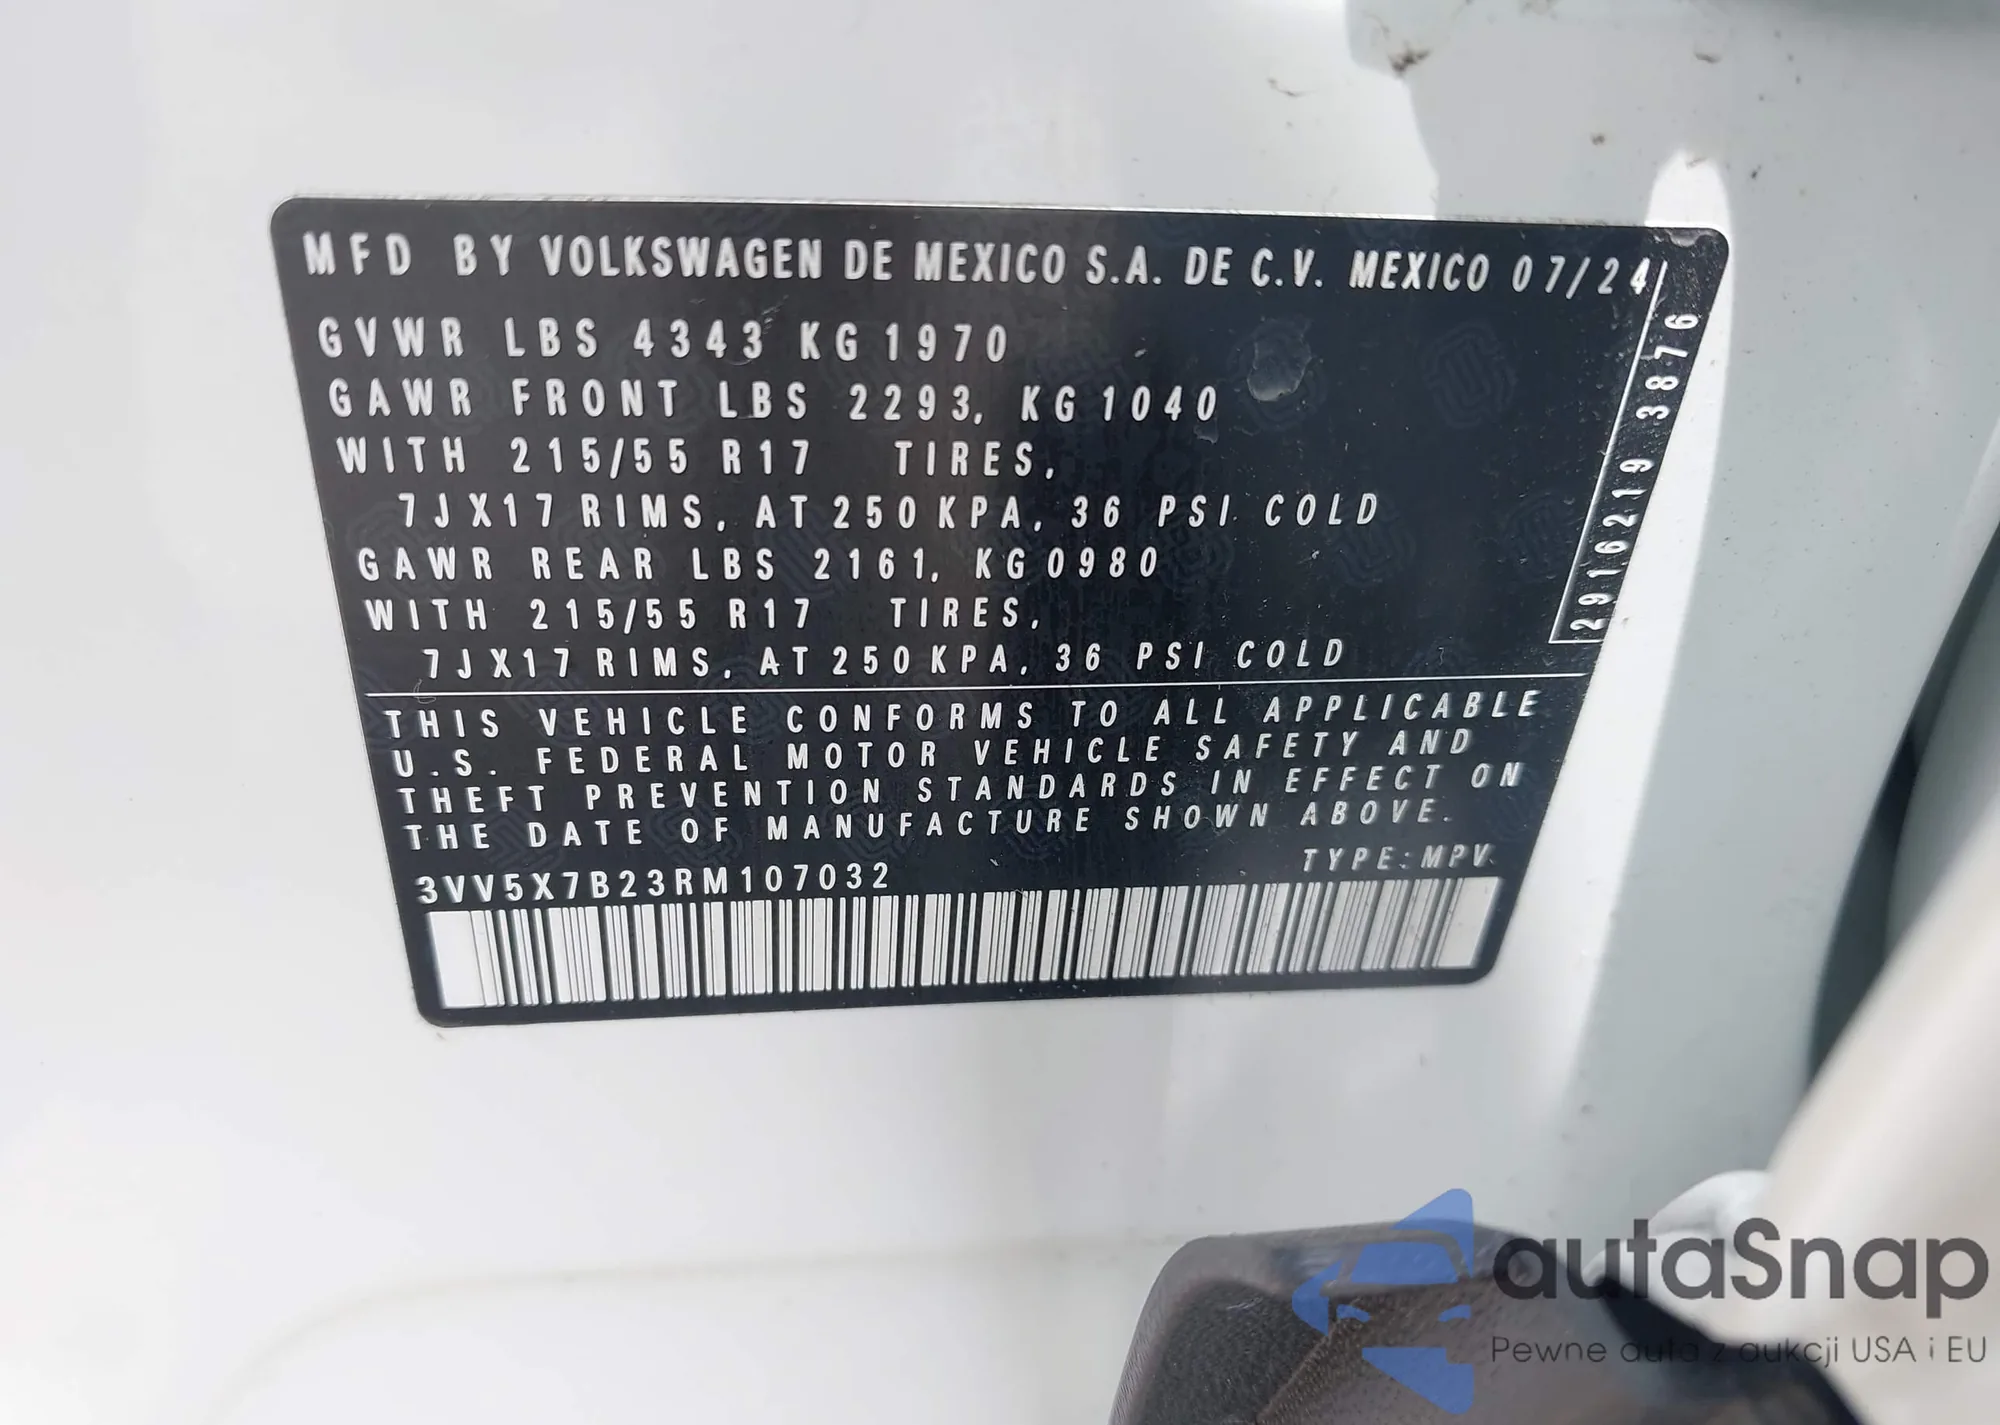 MFD BY VOLKSWAGEN DE MEXICO S.A. DE C.V. MEXICO 07/24
GVWR LBS 4343 KG 1970
GAWR FRONT LBS 2293, KG 1040
WITH 215/55 R17 TIRES,
7JX17 RIMS, AT 250 KPA, 36 PSI COLD
GAWR REAR LBS 2161, KG 0980
WITH 215/55 R17 TIRES,
7JX17 RIMS, AT 250 KPA, 36 PSI COLD
2916219 3876
THIS VEHICLE CONFORMS TO ALL APPLICABLE
U.S. FEDERAL MOTOR VEHICLE SAFETY AND
THEFT PREVENTION STANDARDS IN EFFECT ON
THE DATE OF MANUFACTURE SHOWN ABOVE.
TYPE: MPV
3VV5X7B23RM107032
autaSnap
Pewne auta z aukcji USA i EU